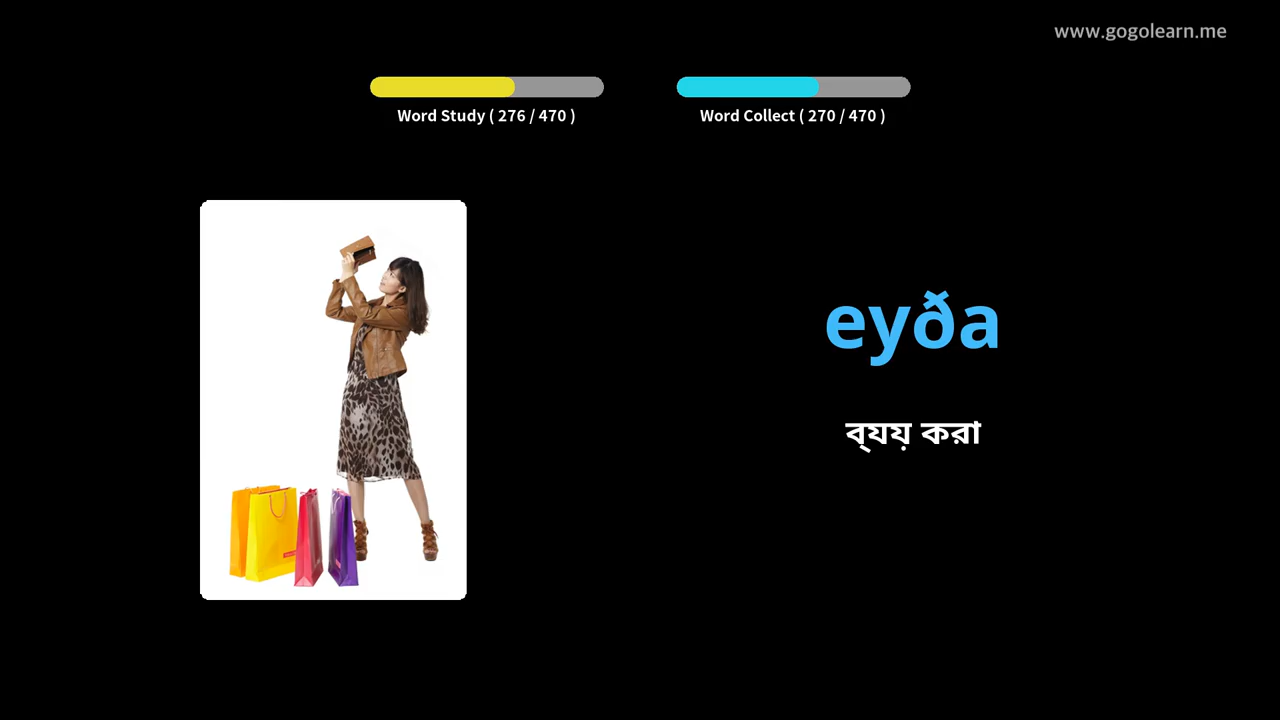 www.gogolearn.me
Word Study ( 276 / 470 )
Word Collect ( 270 / 470 )
eyða
ব্যয় করা